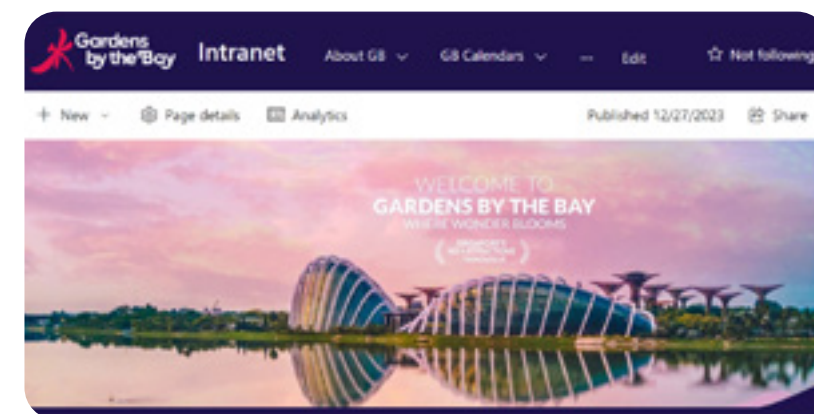 Gardens
by the Bay
Intranet
About GB
GB Calendars
...
Edit
Not following
+ New
Page details
Analytics
Published 12/27/2023
Share
WELCOME TO
GARDENS BY THE BAY
WHERE WONDER BLOOMS